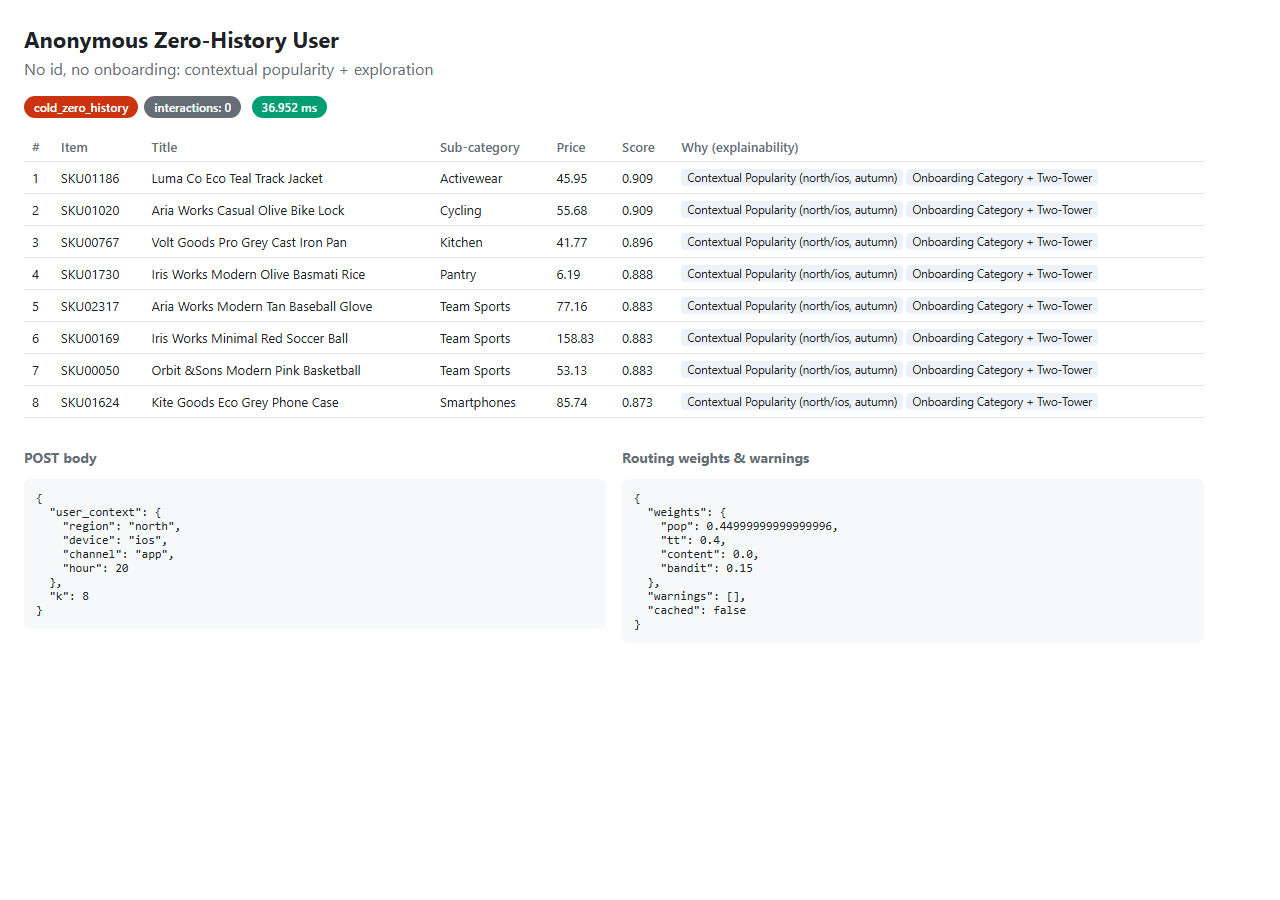 Anonymous Zero-History User
No id, no onboarding: contextual popularity + exploration
cold_zero_history interactions: 0 36.952 ms
# Item Title Sub-category Price Score Why (explainability)
1 SKU01186 Luma Co Eco Teal Track Jacket Activewear 45.95 0.909 Contextual Popularity (north/ios, autumn) Onboarding Category + Two-Tower
2 SKU01020 Aria Works Casual Olive Bike Lock Cycling 55.68 0.909 Contextual Popularity (north/ios, autumn) Onboarding Category + Two-Tower
3 SKU00767 Volt Goods Pro Grey Cast Iron Pan Kitchen 41.77 0.896 Contextual Popularity (north/ios, autumn) Onboarding Category + Two-Tower
4 SKU01730 Iris Works Modern Olive Basmati Rice Pantry 6.19 0.888 Contextual Popularity (north/ios, autumn) Onboarding Category + Two-Tower
5 SKU02317 Aria Works Modern Tan Baseball Glove Team Sports 77.16 0.883 Contextual Popularity (north/ios, autumn) Onboarding Category + Two-Tower
6 SKU00169 Iris Works Minimal Red Soccer Ball Team Sports 158.83 0.883 Contextual Popularity (north/ios, autumn) Onboarding Category + Two-Tower
7 SKU00050 Orbit &Sons Modern Pink Basketball Team Sports 53.13 0.883 Contextual Popularity (north/ios, autumn) Onboarding Category + Two-Tower
8 SKU01624 Kite Goods Eco Grey Phone Case Smartphones 85.74 0.873 Contextual Popularity (north/ios, autumn) Onboarding Category + Two-Tower
POST body
{
  "user_context": {
    "region": "north",
    "device": "ios",
    "channel": "app",
    "hour": 20
  },
  "k": 8
}
Routing weights & warnings
{
  "weights": {
    "pop": 0.44999999999999996,
    "tt": 0.4,
    "content": 0.0,
    "bandit": 0.15
  },
  "warnings": [],
  "cached": false
}